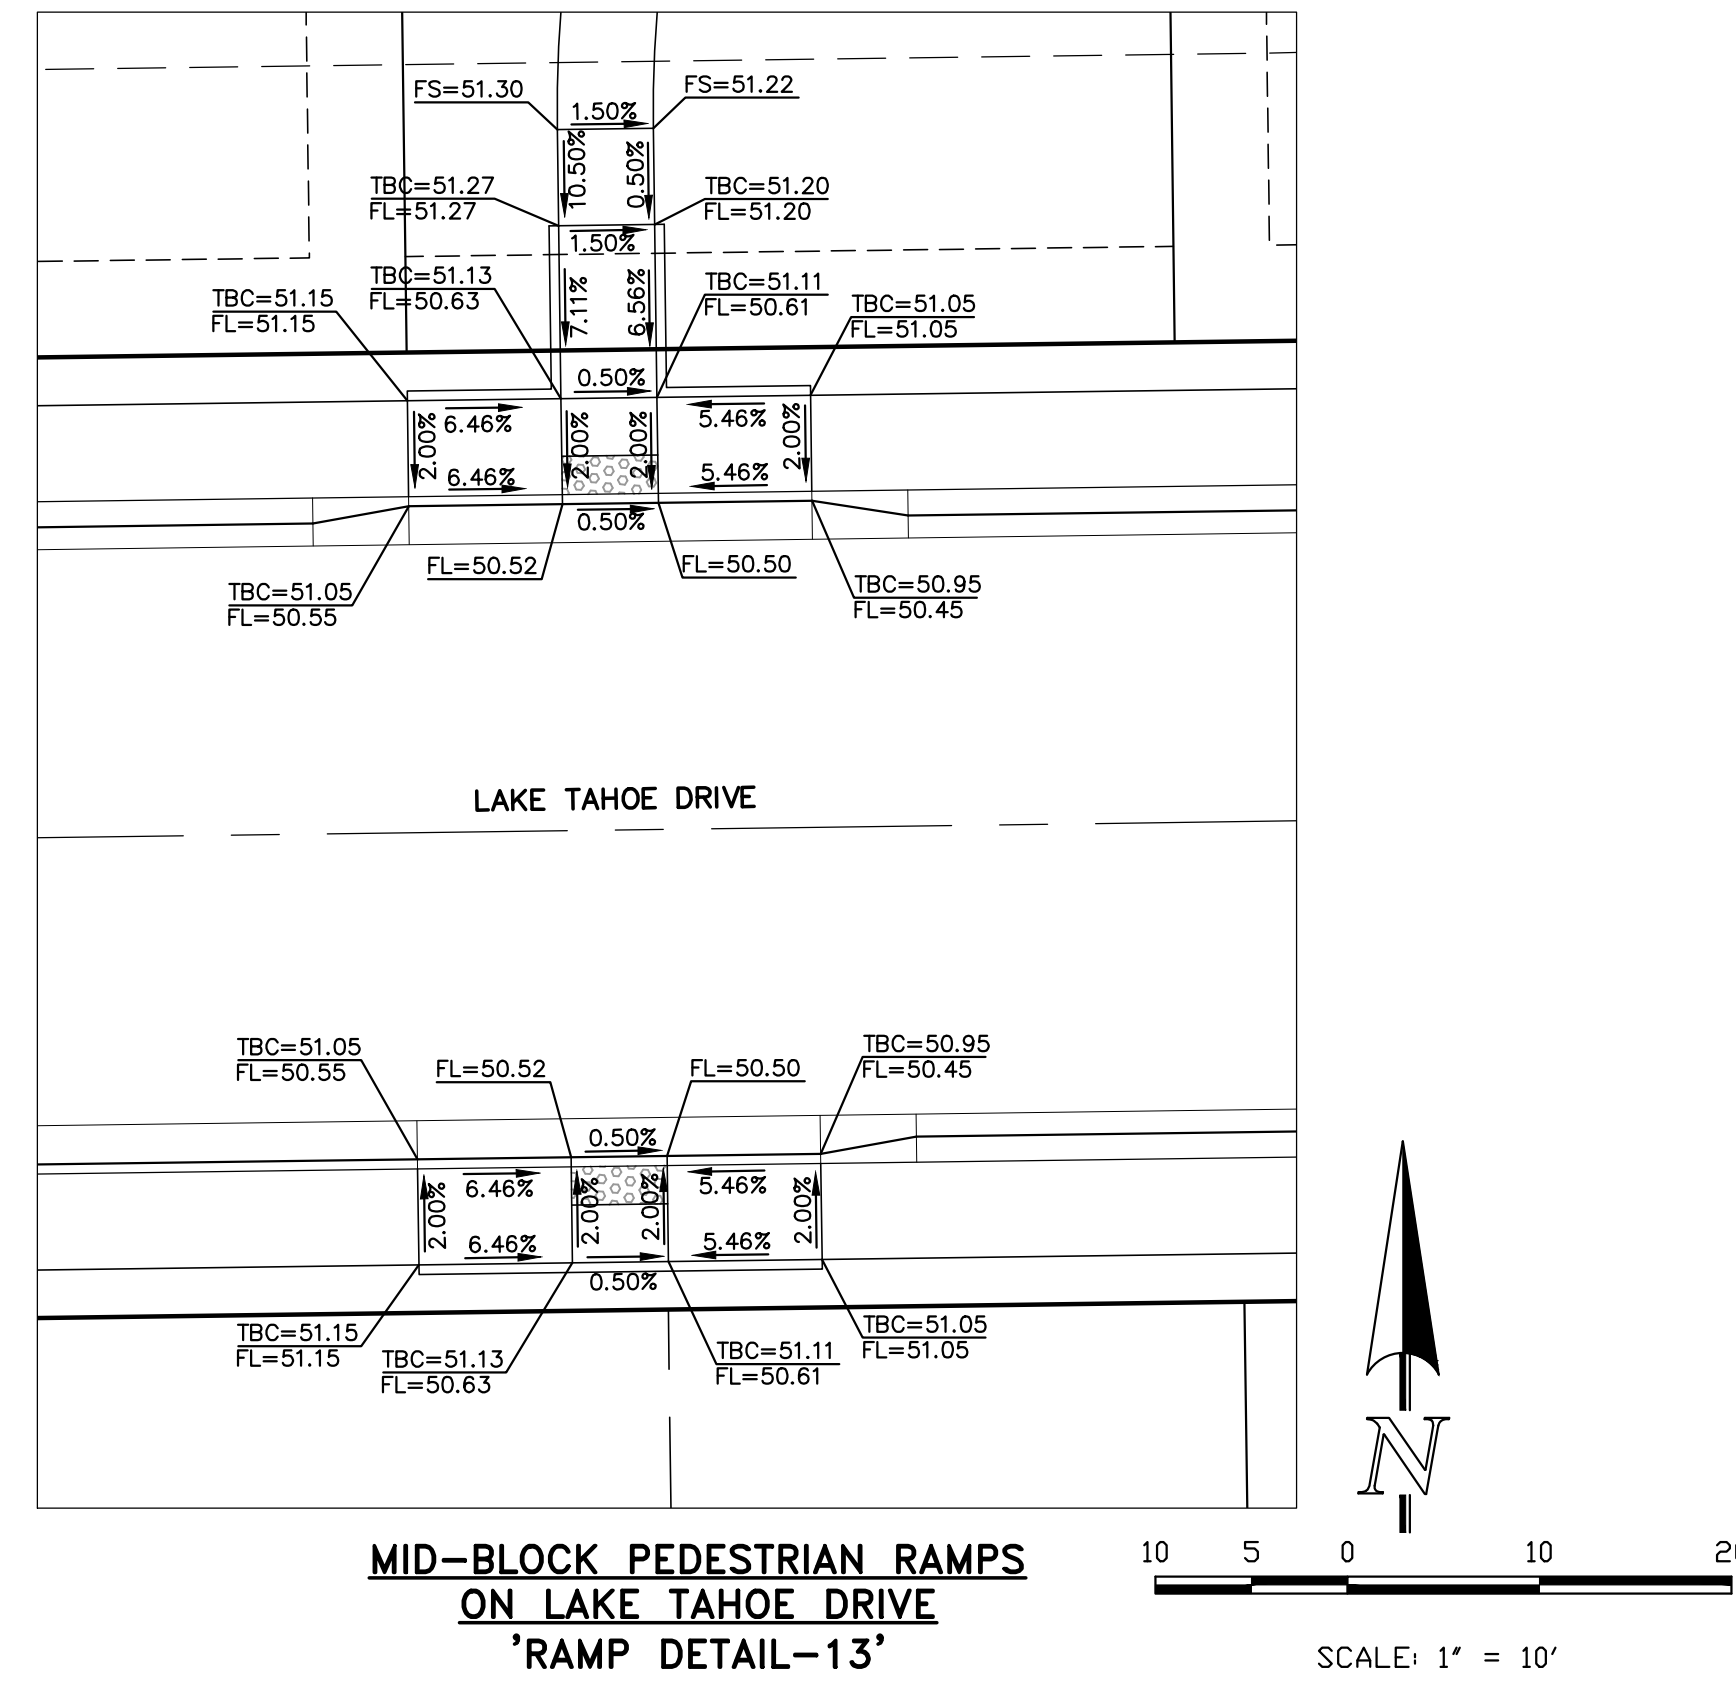 FS=51.30
FS=51.22
1.50%
10.50%
0.50%
TBC=51.27
FL=51.27
TBC=51.20
FL=51.20
1.50%
TBC=51.13
FL=50.63
7.11%
6.56%
TBC=51.11
FL=50.61
TBC=51.15
FL=51.15
TBC=51.05
FL=51.05
0.50%
6.46%
5.46%
2.00%
2.00%
2.00%
2.00%
6.46%
5.46%
0.50%
FL=50.52
FL=50.50
TBC=51.05
FL=50.55
TBC=50.95
FL=50.45
LAKE TAHOE DRIVE
TBC=51.05
FL=50.55
FL=50.52
FL=50.50
TBC=50.95
FL=50.45
0.50%
6.46%
5.46%
2.00%
2.00%
2.00%
2.00%
6.46%
5.46%
0.50%
TBC=51.15
FL=51.15
TBC=51.13
FL=50.63
TBC=51.11
FL=50.61
TBC=51.05
FL=51.05
N
MID-BLOCK PEDESTRIAN RAMPS
ON LAKE TAHOE DRIVE
'RAMP DETAIL-13'
10 5 0 10
SCALE: 1" = 10'